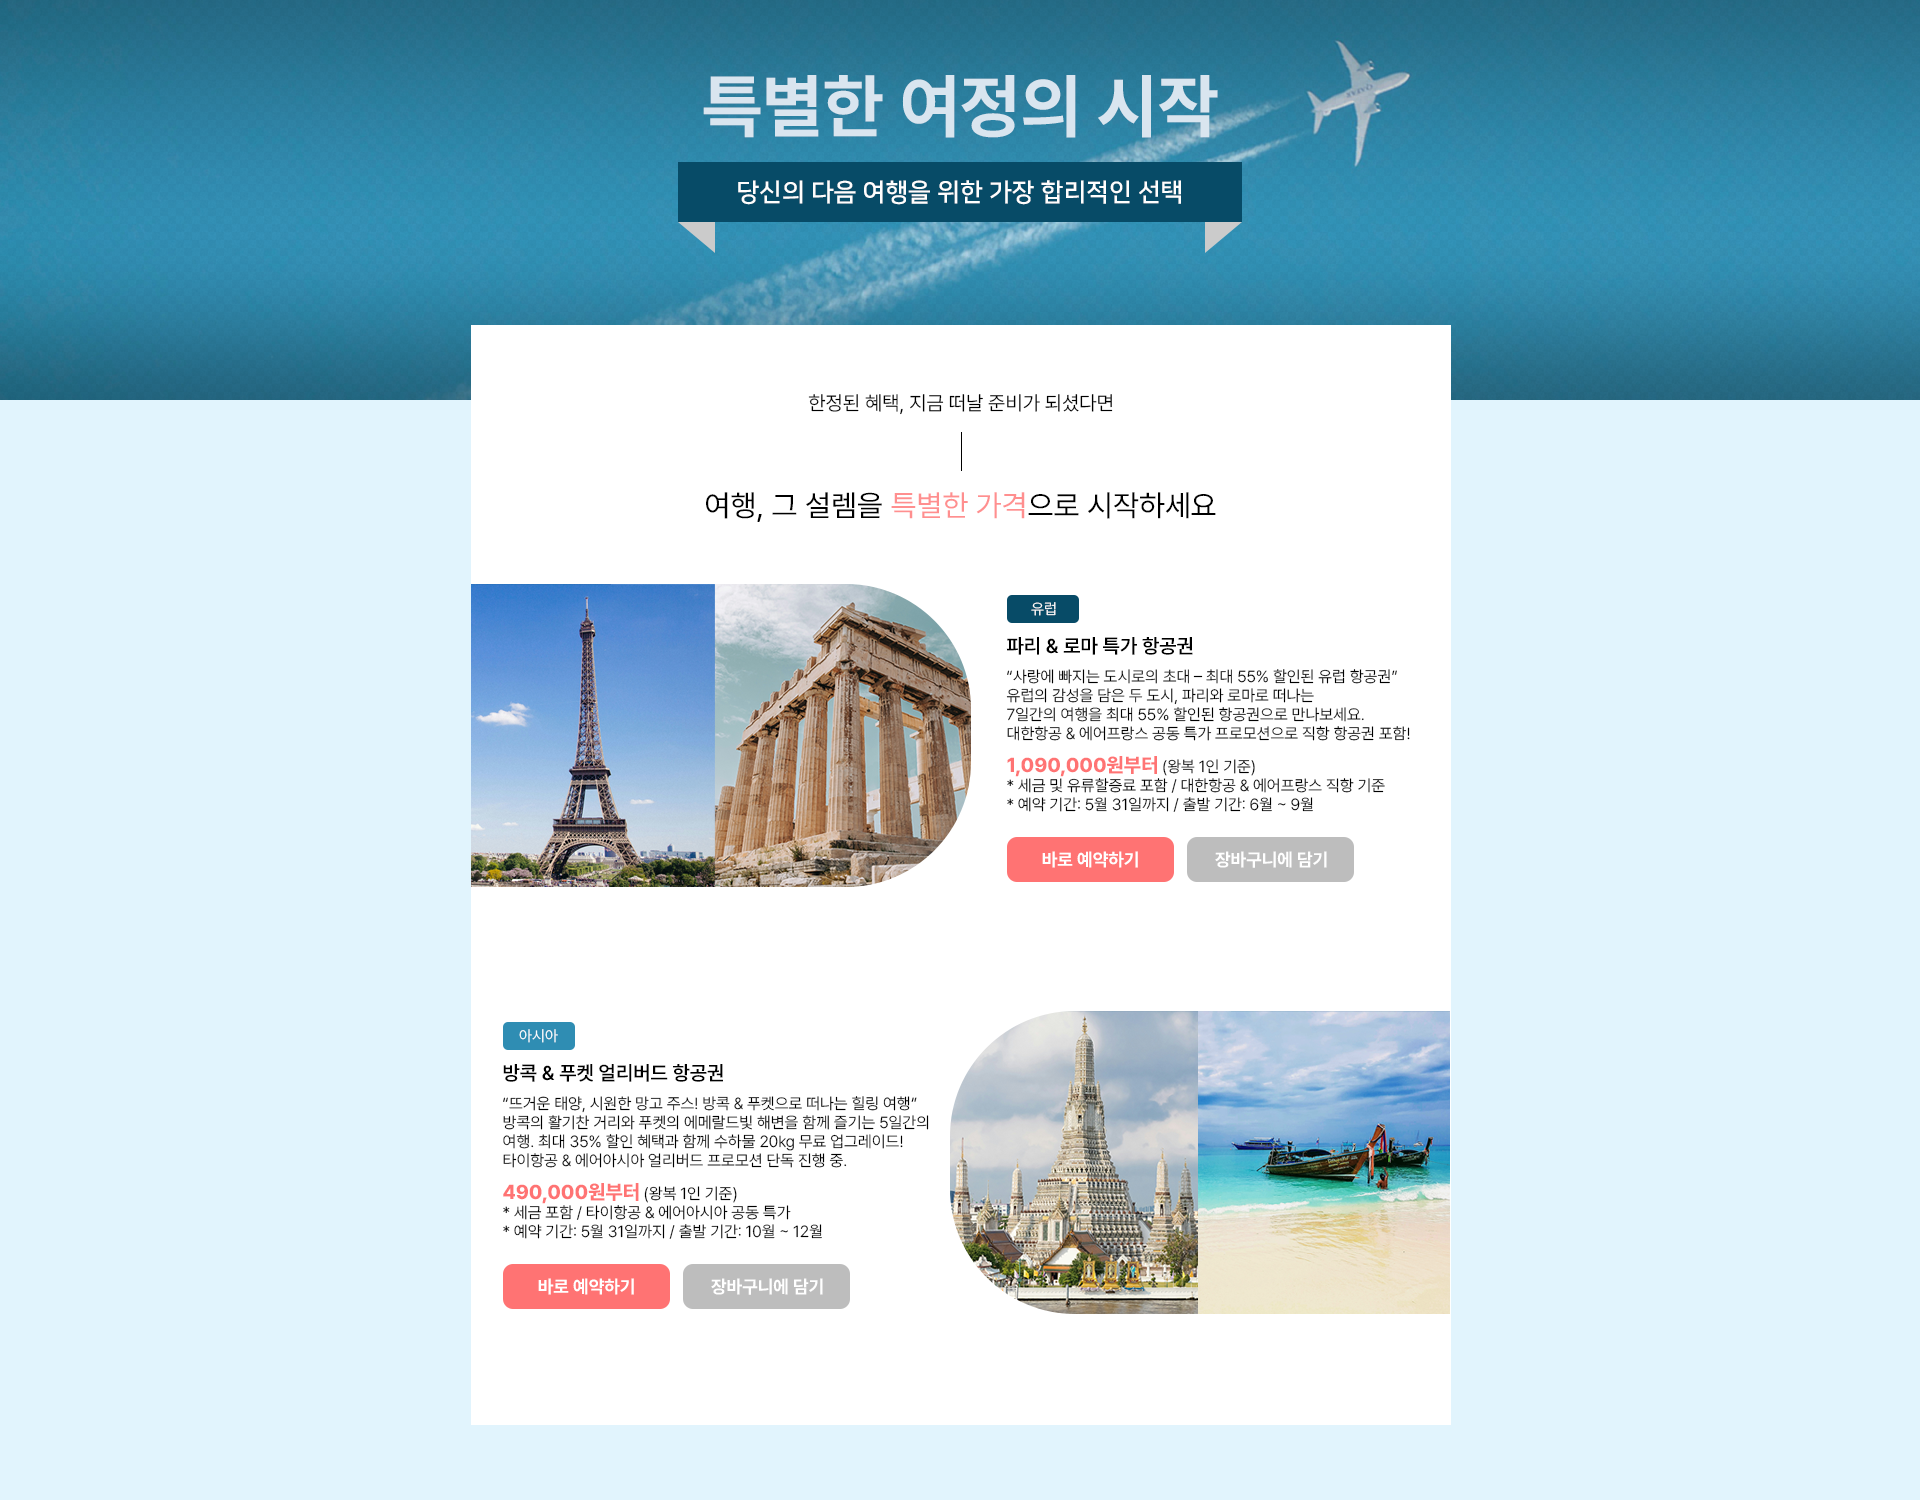 특별한 여정의 시작
당신의 다음 여행을 위한 가장 합리적인 선택
한정된 혜택, 지금 떠날 준비가 되셨다면
여행, 그 설렘을 특별한 가격으로 시작하세요
유럽
파리 & 로마 특가 항공권
“사랑에 빠지는 도시로의 초대 – 최대 55% 할인된 유럽 항공권”
유럽의 감성을 담은 두 도시, 파리와 로마로 떠나는
7일간의 여행을 최대 55% 할인된 항공권으로 만나보세요.
대한항공 & 에어프랑스 공동 특가 프로모션으로 직항 항공권 포함!
1,090,000원부터 (왕복 1인 기준)
* 세금 및 유류할증료 포함 / 대한항공 & 에어프랑스 직항 기준
* 예약 기간: 5월 31일까지 / 출발 기간: 6월 ~ 9월
바로 예약하기
장바구니에 담기
아시아
방콕 & 푸켓 얼리버드 항공권
“뜨거운 태양, 시원한 망고 주스! 방콕 & 푸켓으로 떠나는 힐링 여행”
방콕의 활기찬 거리와 푸켓의 에메랄드빛 해변을 함께 즐기는 5일간의
여행. 최대 35% 할인 혜택과 함께 수하물 20kg 무료 업그레이드!
타이항공 & 에어아시아 얼리버드 프로모션 단독 진행 중.
490,000원부터 (왕복 1인 기준)
* 세금 포함 / 타이항공 & 에어아시아 공동 특가
* 예약 기간: 5월 31일까지 / 출발 기간: 10월 ~ 12월
바로 예약하기
장바구니에 담기